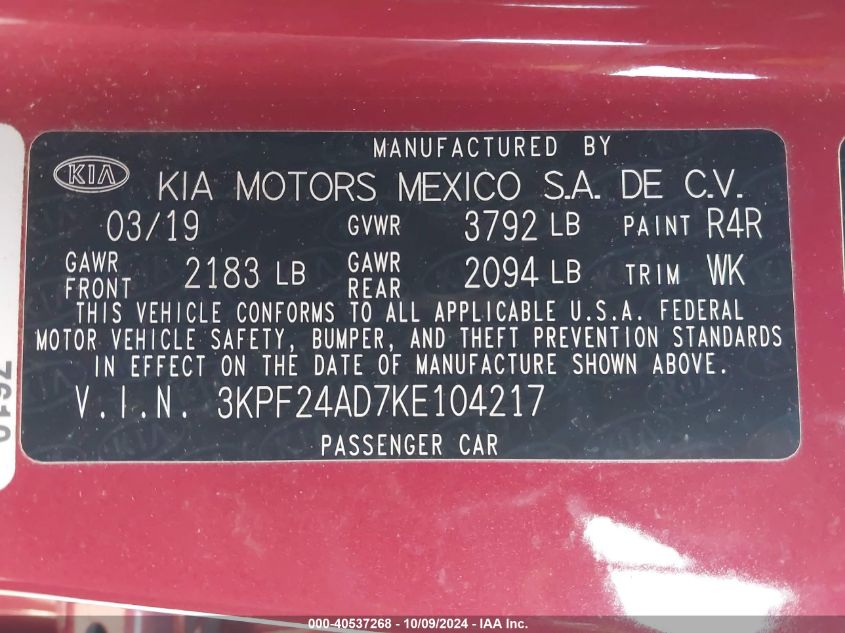 MANUFACTURED BY
KIA KIA MOTORS MEXICO S.A. DE C.V.
03/19 GVWR 3792 LB PAINT R4R
GAWR FRONT 2183 LB GAWR REAR 2094 LB TRIM WK
THIS VEHICLE CONFORMS TO ALL APPLICABLE U.S.A. FEDERAL
MOTOR VEHICLE SAFETY, BUMPER, AND THEFT PREVENTION STANDARDS
IN EFFECT ON THE DATE OF MANUFACTURE SHOWN ABOVE.
V.I.N. 3KPF24AD7KE104217
PASSENGER CAR
000-40537268 - 10/09/2024 - IAA Inc.